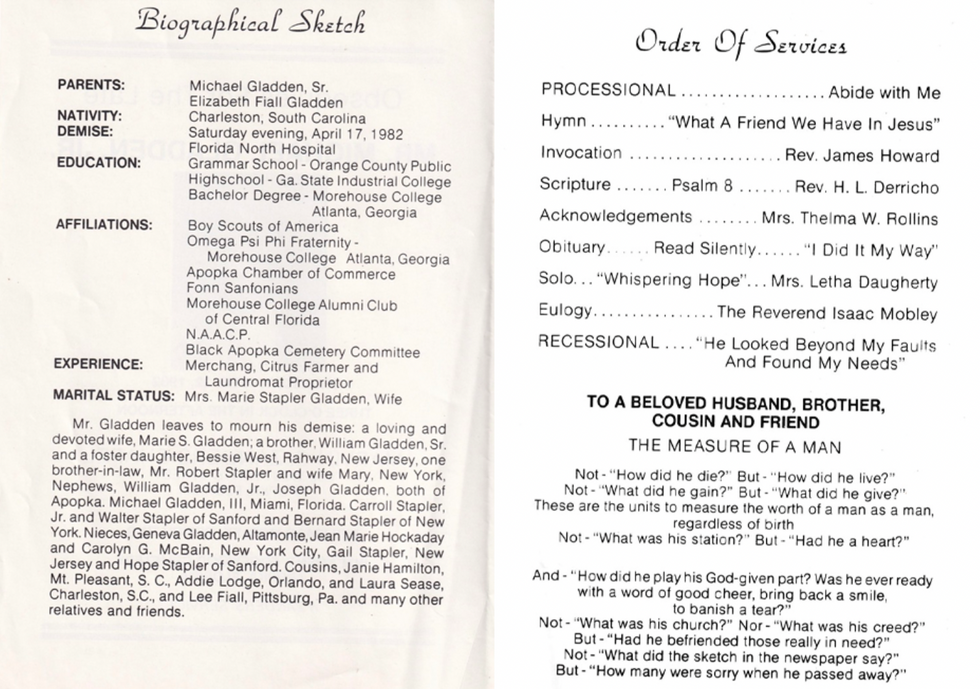 Biographical Sketch
PARENTS: Michael Gladden, Sr.
Elizabeth Fiall Gladden
NATIVITY: Charleston, South Carolina
DEMISE: Saturday evening, April 17, 1982
Florida North Hospital
EDUCATION: Grammar School - Orange County Public
Highschool - Ga. State Industrial College
Bachelor Degree - Morehouse College
Atlanta, Georgia
AFFILIATIONS: Boy Scouts of America
Omega Psi Phi Fraternity -
Morehouse College Atlanta, Georgia
Apopka Chamber of Commerce
Fonn Sanfonians
Morehouse College Alumni Club
of Central Florida
N.A.A.C.P.
Black Apopka Cemetery Committee
EXPERIENCE: Merchang, Citrus Farmer and
Laundromat Proprietor
MARITAL STATUS: Mrs. Marie Stapler Gladden, Wife
Mr. Gladden leaves to mourn his demise: a loving and
devoted wife, Marie S. Gladden; a brother, William Gladden, Sr.
and a foster daughter, Bessie West, Rahway, New Jersey, one
brother-in-law, Mr. Robert Stapler and wife Mary, New York,
Nephews, William Gladden, Jr., Joseph Gladden, both of
Apopka. Michael Gladden, III, Miami, Florida. Carroll Stapler,
Jr. and Walter Stapler of Sanford and Bernard Stapler of New
York. Nieces, Geneva Gladden, Altamonte, Jean Marie Hockaday
and Carolyn G. McBain, New York City, Gail Stapler, New
Jersey and Hope Stapler of Sanford. Cousins, Janie Hamilton,
Mt. Pleasant, S. C., Addie Lodge, Orlando, and Laura Sease,
Charleston, S.C., and Lee Fiall, Pittsburg, Pa. and many other
relatives and friends.
Order Of Services
PROCESSIONAL .................. Abide with Me
Hymn .......... "What A Friend We Have In Jesus"
Invocation ................... Rev. James Howard
Scripture ....... Psalm 8 ....... Rev. H. L. Derricho
Acknowledgements ........ Mrs. Thelma W. Rollins
Obituary...... Read Silently...... "I Did It My Way"
Solo... "Whispering Hope"... Mrs. Letha Daugherty
Eulogy............... The Reverend Isaac Mobley
RECESSIONAL .... "He Looked Beyond My Faults
And Found My Needs"
TO A BELOVED HUSBAND, BROTHER,
COUSIN AND FRIEND
THE MEASURE OF A MAN
Not - "How did he die?" But - "How did he live?"
Not - "What did he gain?" But - "What did he give?"
These are the units to measure the worth of a man as a man,
regardless of birth
Not - "What was his station?" But - "Had he a heart?"
And - "How did he play his God-given part? Was he ever ready
with a word of good cheer, bring back a smile,
to banish a tear?"
Not - "What was his church?" Nor - "What was his creed?"
But - "Had he befriended those really in need?"
Not - "What did the sketch in the newspaper say?"
But - "How many were sorry when he passed away?"